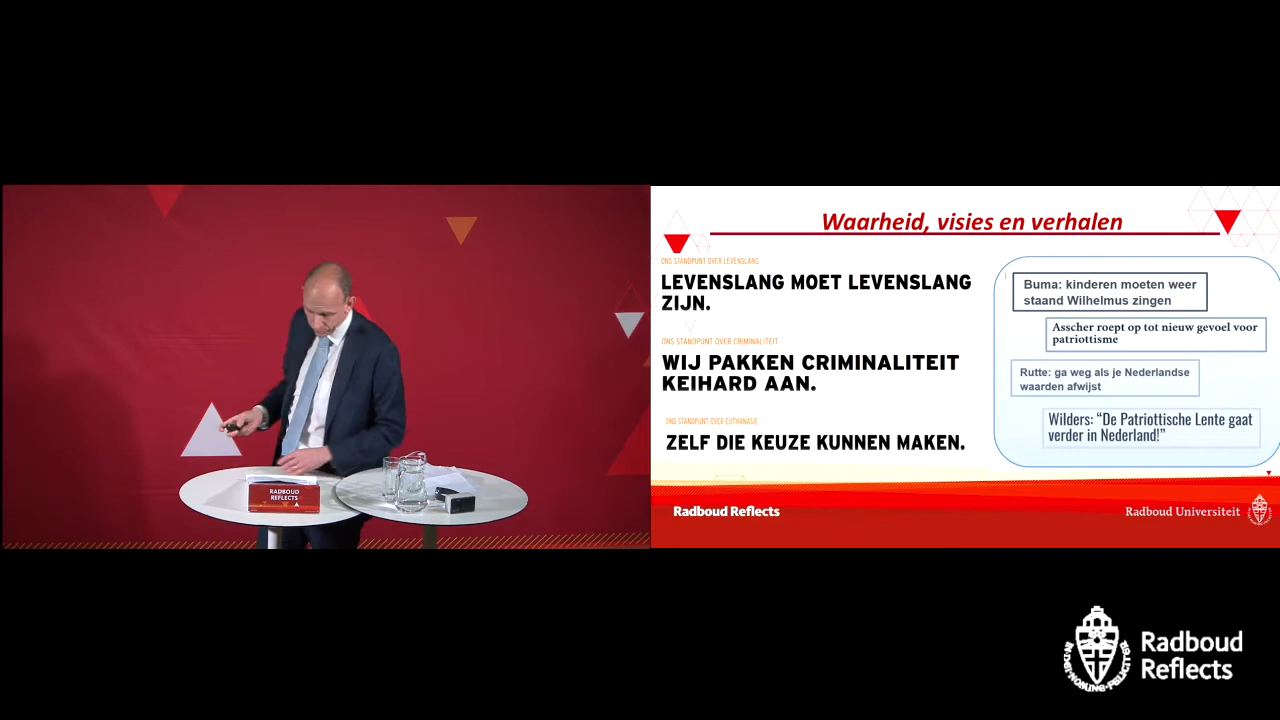 RADBOUD
REFLECTS
Waarheid, visies en verhalen
ONS STANDPUNT OVER LEVENSLANG
LEVENSLANG MOET LEVENSLANG
ZIJN.
ONS STANDPUNT OVER CRIMINALITEIT
WIJ PAKKEN CRIMINALITEIT
KEIHARD AAN.
ONS STANDPUNT OVER EUTHANASIE
ZELF DIE KEUZE KUNNEN MAKEN.
Buma: kinderen moeten weer
staand Wilhelmus zingen
Asscher roept op tot nieuw gevoel voor
patriottisme
Rutte: ga weg als je Nederlandse
waarden afwijst
Wilders: “De Patriottische Lente gaat
verder in Nederland!”
Radboud Reflects
Radboud Universiteit
Radboud
Reflects